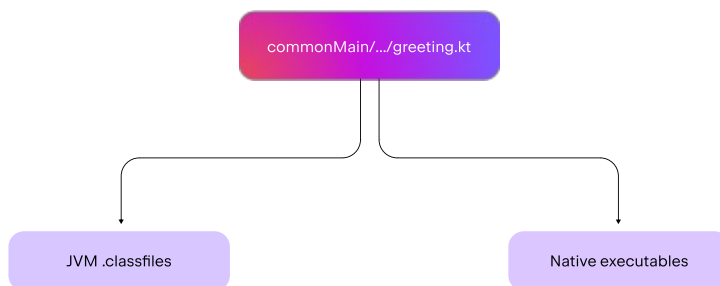 commonMain/.../greeting.kt
JVM .classfiles
Native executables